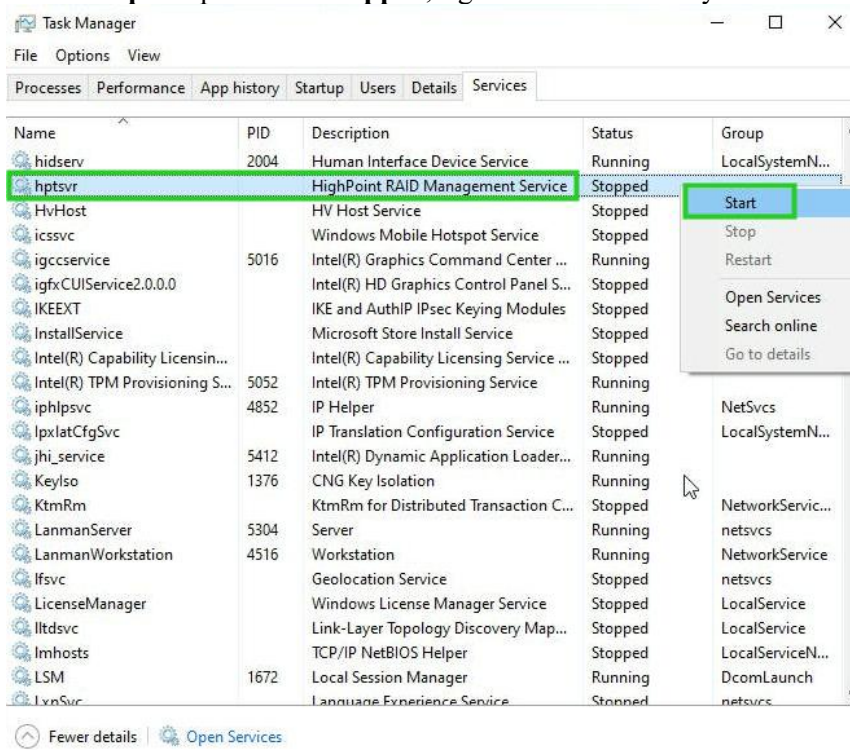 Task Manager
File Options View
Processes Performance App history Startup Users Details Services
Name PID Description Status Group
hidserv 2004 Human Interface Device Service Running LocalSystemN...
hptsvr HighPoint RAID Management Service Stopped
HvHost HV Host Service Stopped
icssvc Windows Mobile Hotspot Service Stopped
igccservice 5016 Intel(R) Graphics Command Center ... Running
igfxCUIService2.0.0.0 Intel(R) HD Graphics Control Panel S... Stopped
IKEEXT IKE and AuthIP IPsec Keying Modules Stopped
InstallService Microsoft Store Install Service Stopped
Intel(R) Capability Licensin... Intel(R) Capability Licensing Service ... Stopped
Intel(R) TPM Provisioning S... 5052 Intel(R) TPM Provisioning Service Running
iphlpsvc 4852 IP Helper Running NetSvcs
IpxlatCfgSvc IP Translation Configuration Service Stopped LocalSystemN...
jhi_service 5412 Intel(R) Dynamic Application Loader... Running
KeyIso 1376 CNG Key Isolation Running
KtmRm KtmRm for Distributed Transaction C... Stopped NetworkServic...
LanmanServer 5304 Server Running netsvcs
LanmanWorkstation 4516 Workstation Running NetworkService
lfsvc Geolocation Service Stopped netsvcs
LicenseManager Windows License Manager Service Stopped LocalService
lltdsvc Link-Layer Topology Discovery Map... Stopped LocalService
lmhosts TCP/IP NetBIOS Helper Stopped LocalServiceN...
LSM 1672 Local Session Manager Running DcomLaunch
LxpSvc Language Experience Service Stopped netsvcs
Start
Stop
Restart
Open Services
Search online
Go to details
Fewer details Open Services